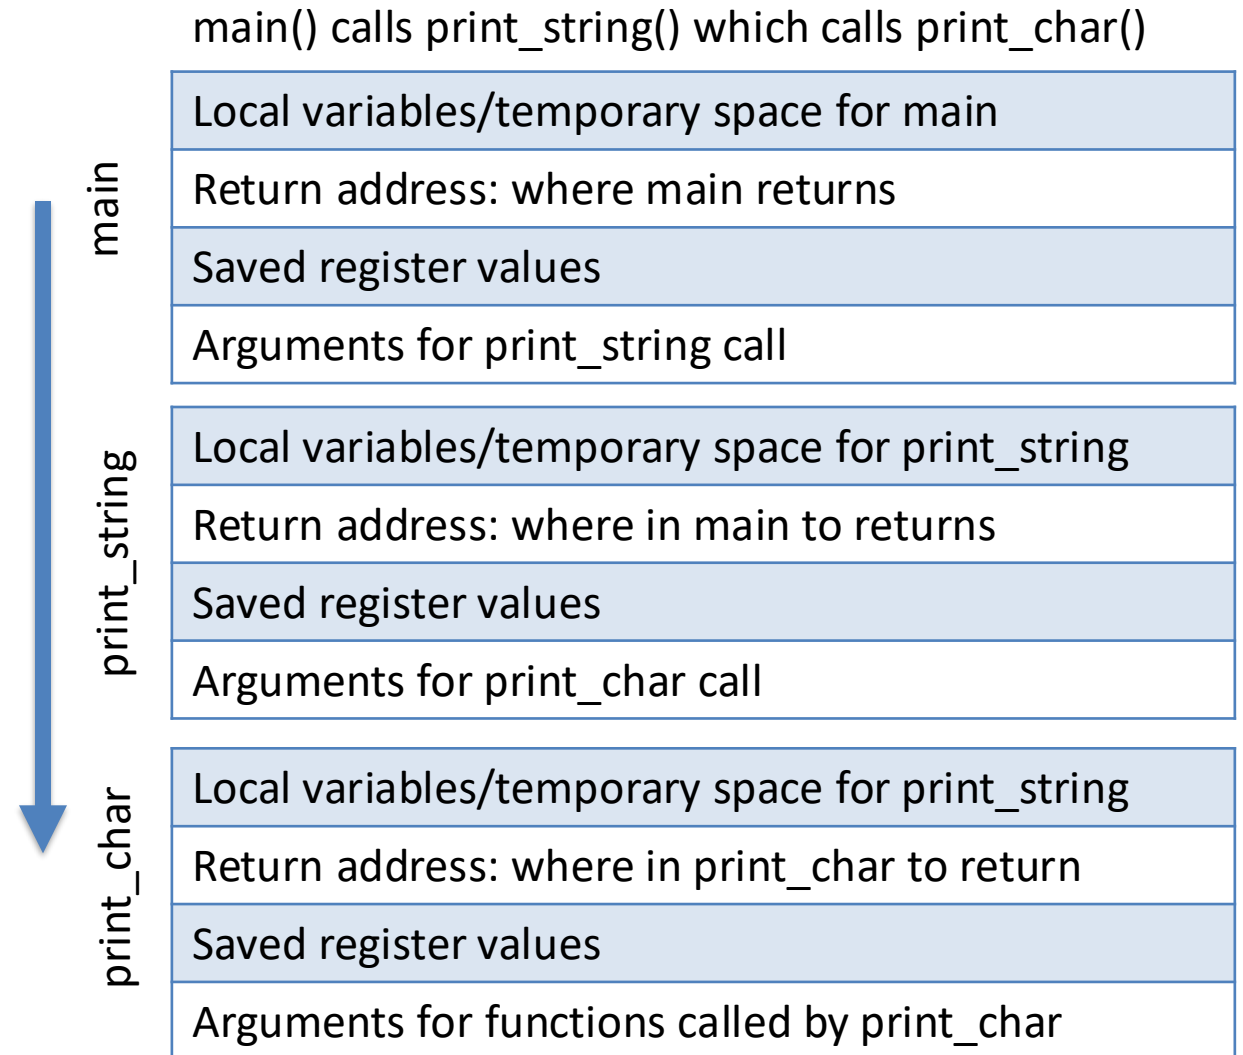 main() calls print_string() which calls print_char()
main
Local variables/temporary space for main
Return address: where main returns
Saved register values
Arguments for print_string call
print_string
Local variables/temporary space for print_string
Return address: where in main to returns
Saved register values
Arguments for print_char call
print_char
Local variables/temporary space for print_string
Return address: where in print_char to return
Saved register values
Arguments for functions called by print_char